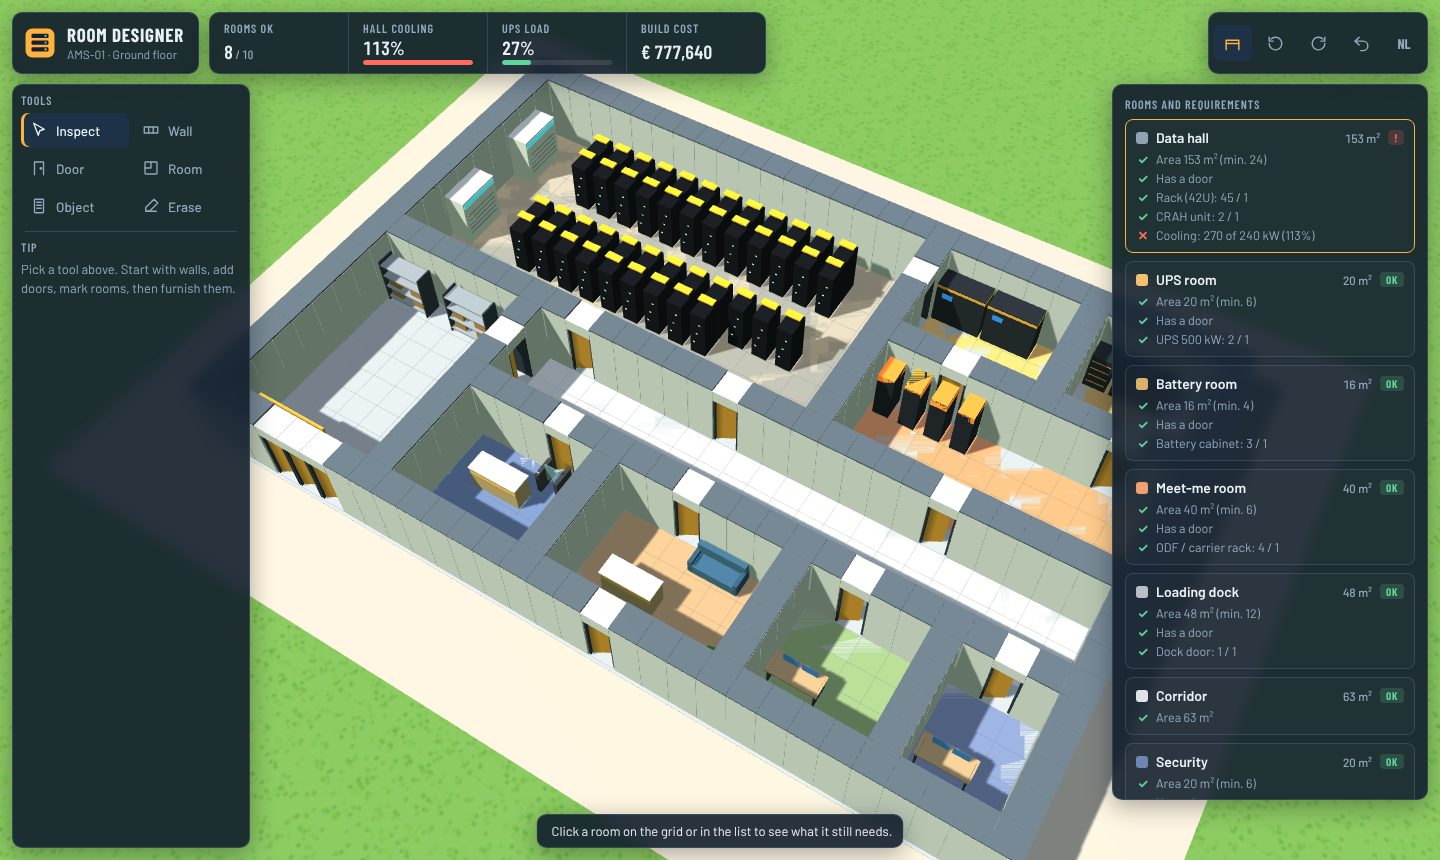 ROOM DESIGNER
AMS-01 · Ground floor
ROOMS OK
8 / 10
HALL COOLING
113%
UPS LOAD
27%
BUILD COST
€ 777,640
NL
TOOLS
Inspect
Wall
Door
Room
Object
Erase
TIP
Pick a tool above. Start with walls, add
doors, mark rooms, then furnish them.
ROOMS AND REQUIREMENTS
Data hall 153 m² !
Area 153 m² (min. 24)
Has a door
Rack (42U): 45 / 1
CRAH unit: 2 / 1
Cooling: 270 of 240 kW (113%)
UPS room 20 m² OK
Area 20 m² (min. 6)
Has a door
UPS 500 kW: 2 / 1
Battery room 16 m² OK
Area 16 m² (min. 4)
Has a door
Battery cabinet: 3 / 1
Meet-me room 40 m² OK
Area 40 m² (min. 6)
Has a door
ODF / carrier rack: 4 / 1
Loading dock 48 m² OK
Area 48 m² (min. 12)
Has a door
Dock door: 1 / 1
Corridor 63 m² OK
Area 63 m²
Security 20 m² OK
Area 20 m² (min. 6)
Click a room on the grid or in the list to see what it still needs.